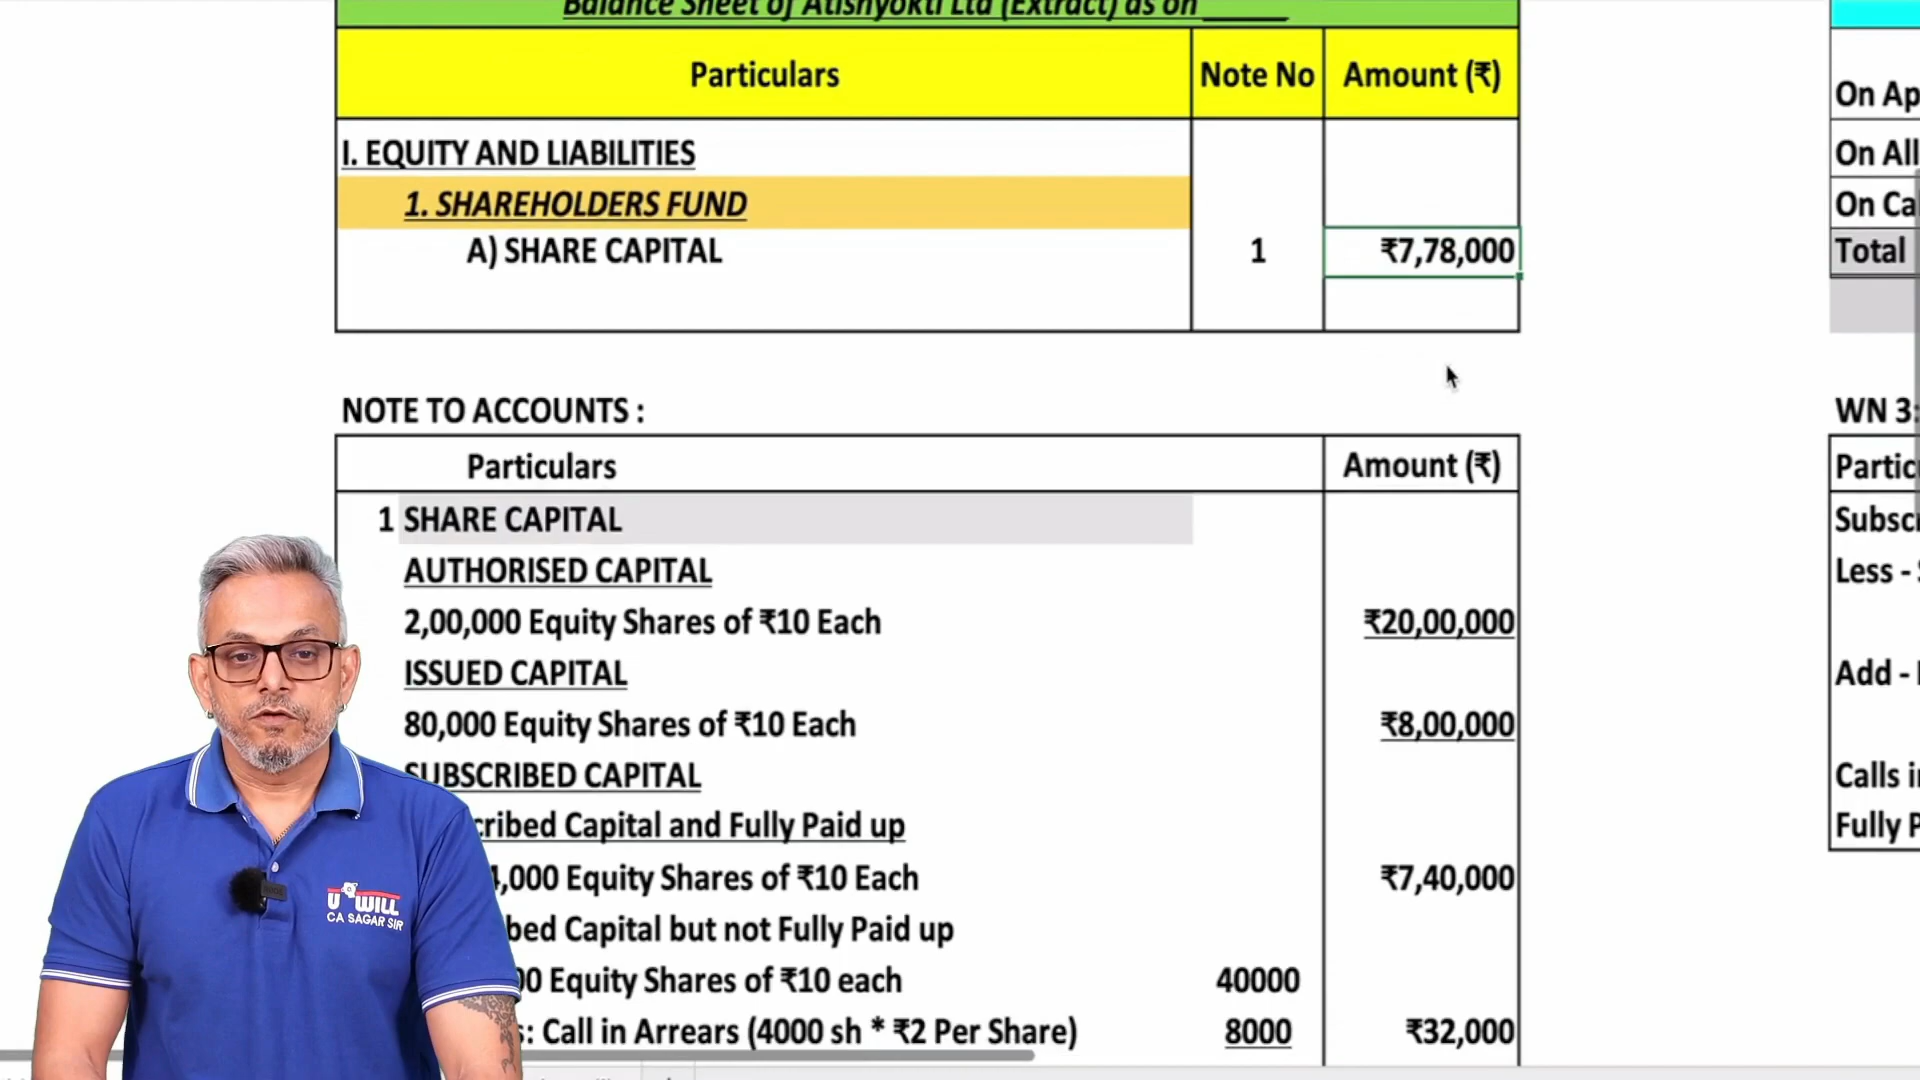 Balance Sheet of Atishyokti Ltd (Extract) as on ______
Particulars Note No Amount (₹)
I. EQUITY AND LIABILITIES
1. SHAREHOLDERS FUND
A) SHARE CAPITAL 1 ₹7,78,000
NOTE TO ACCOUNTS :
Particulars Amount (₹)
1 SHARE CAPITAL
AUTHORISED CAPITAL
2,00,000 Equity Shares of ₹10 Each ₹20,00,000
ISSUED CAPITAL
80,000 Equity Shares of ₹10 Each ₹8,00,000
SUBSCRIBED CAPITAL
cribed Capital and Fully Paid up
4,000 Equity Shares of ₹10 Each ₹7,40,000
bed Capital but not Fully Paid up
00 Equity Shares of ₹10 each 40000
s: Call in Arrears (4000 sh * ₹2 Per Share) 8000 ₹32,000
On Ap
On All
On Ca
Total
WN 3:
Partic
Subscr
Less -
Add -
Calls in
Fully P
U WILL
CA SAGAR SIR